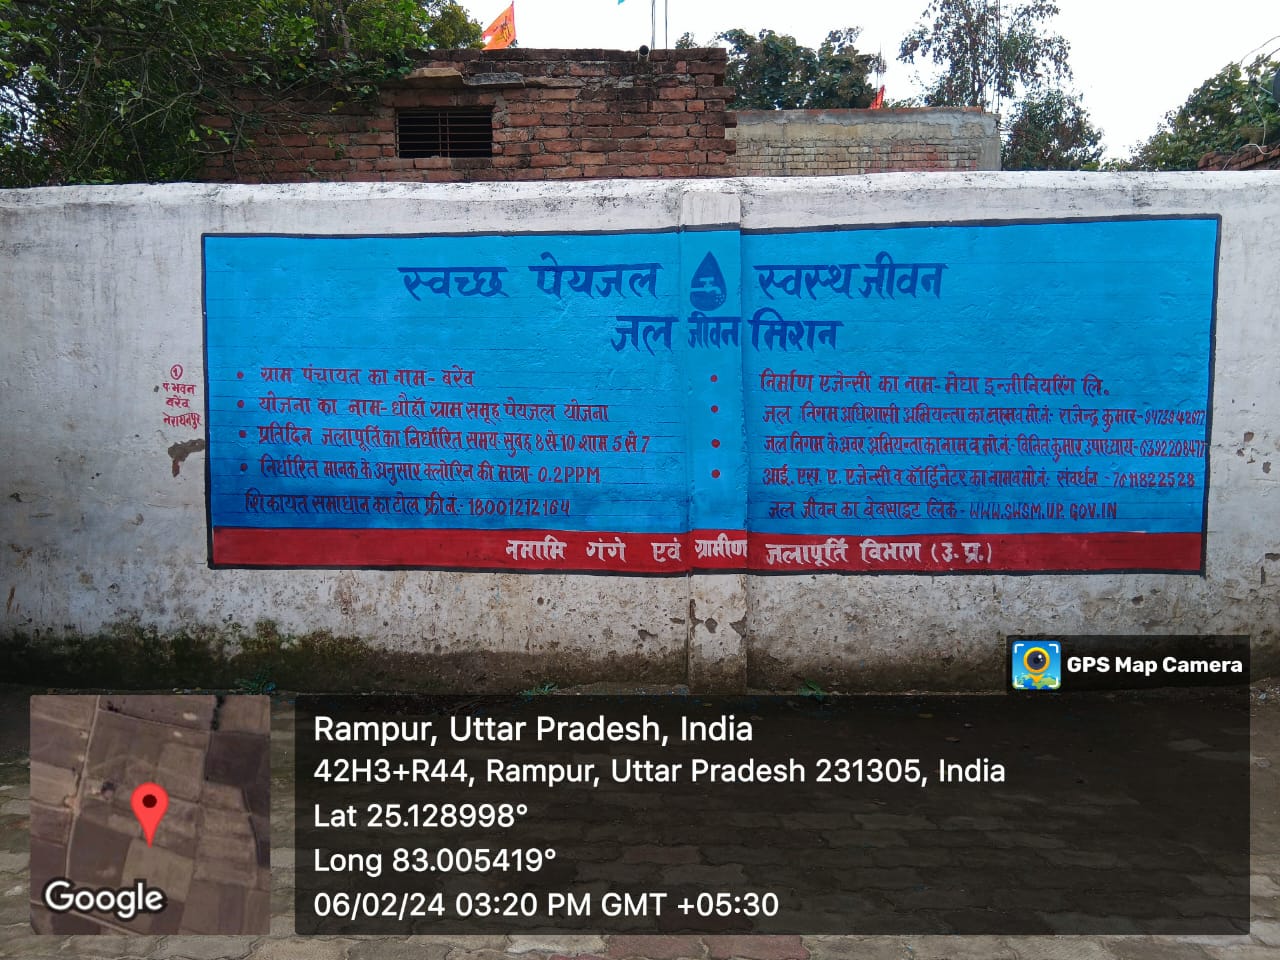 स्वच्छ पेयजल स्वस्थ जीवन
जल जीवन मिशन
• ग्राम पंचायत का नाम- बरेंव
• योजना का नाम- धौहॉ ग्राम समूह पेयजल योजना
• प्रतिदिन जलापूर्ति का निर्धारित समय- सुबह 8 से 10 शाम 5 से 7
• निर्धारित मानक के अनुसार क्लोरिन की मात्रा- 0.2PPM
शिकायत समाधान का टोल फ्री नं.- 18001212164
• निर्माण एजेन्सी का नाम- मेघा इन्जीनियरिंग लि.
• जल निगम अधिशासी अभियन्ता का नाम व मो.नं: राजेन्द्र कुमार-
• जल निगम के अवर अभियन्ता का नाम व मो.नं- विनित कुमार उपाध्याय-
• आई. एस. ए. एजेन्सी व कॉर्डिनेटर का नाम व मो.नं: संवर्धन - 7611822528
जल जीवन का वेबसाइट लिंक- WWW.SWSM.UP.GOV.IN
नमामि गंगे एवं ग्रामीण जलापूर्ति विभाग (उ.प्र.)
1
पं.भवन
बरेंव
GPS Map Camera
Rampur, Uttar Pradesh, India
42H3+R44, Rampur, Uttar Pradesh 231305, India
Lat 25.128998°
Long 83.005419°
06/02/24 03:20 PM GMT +05:30
Google